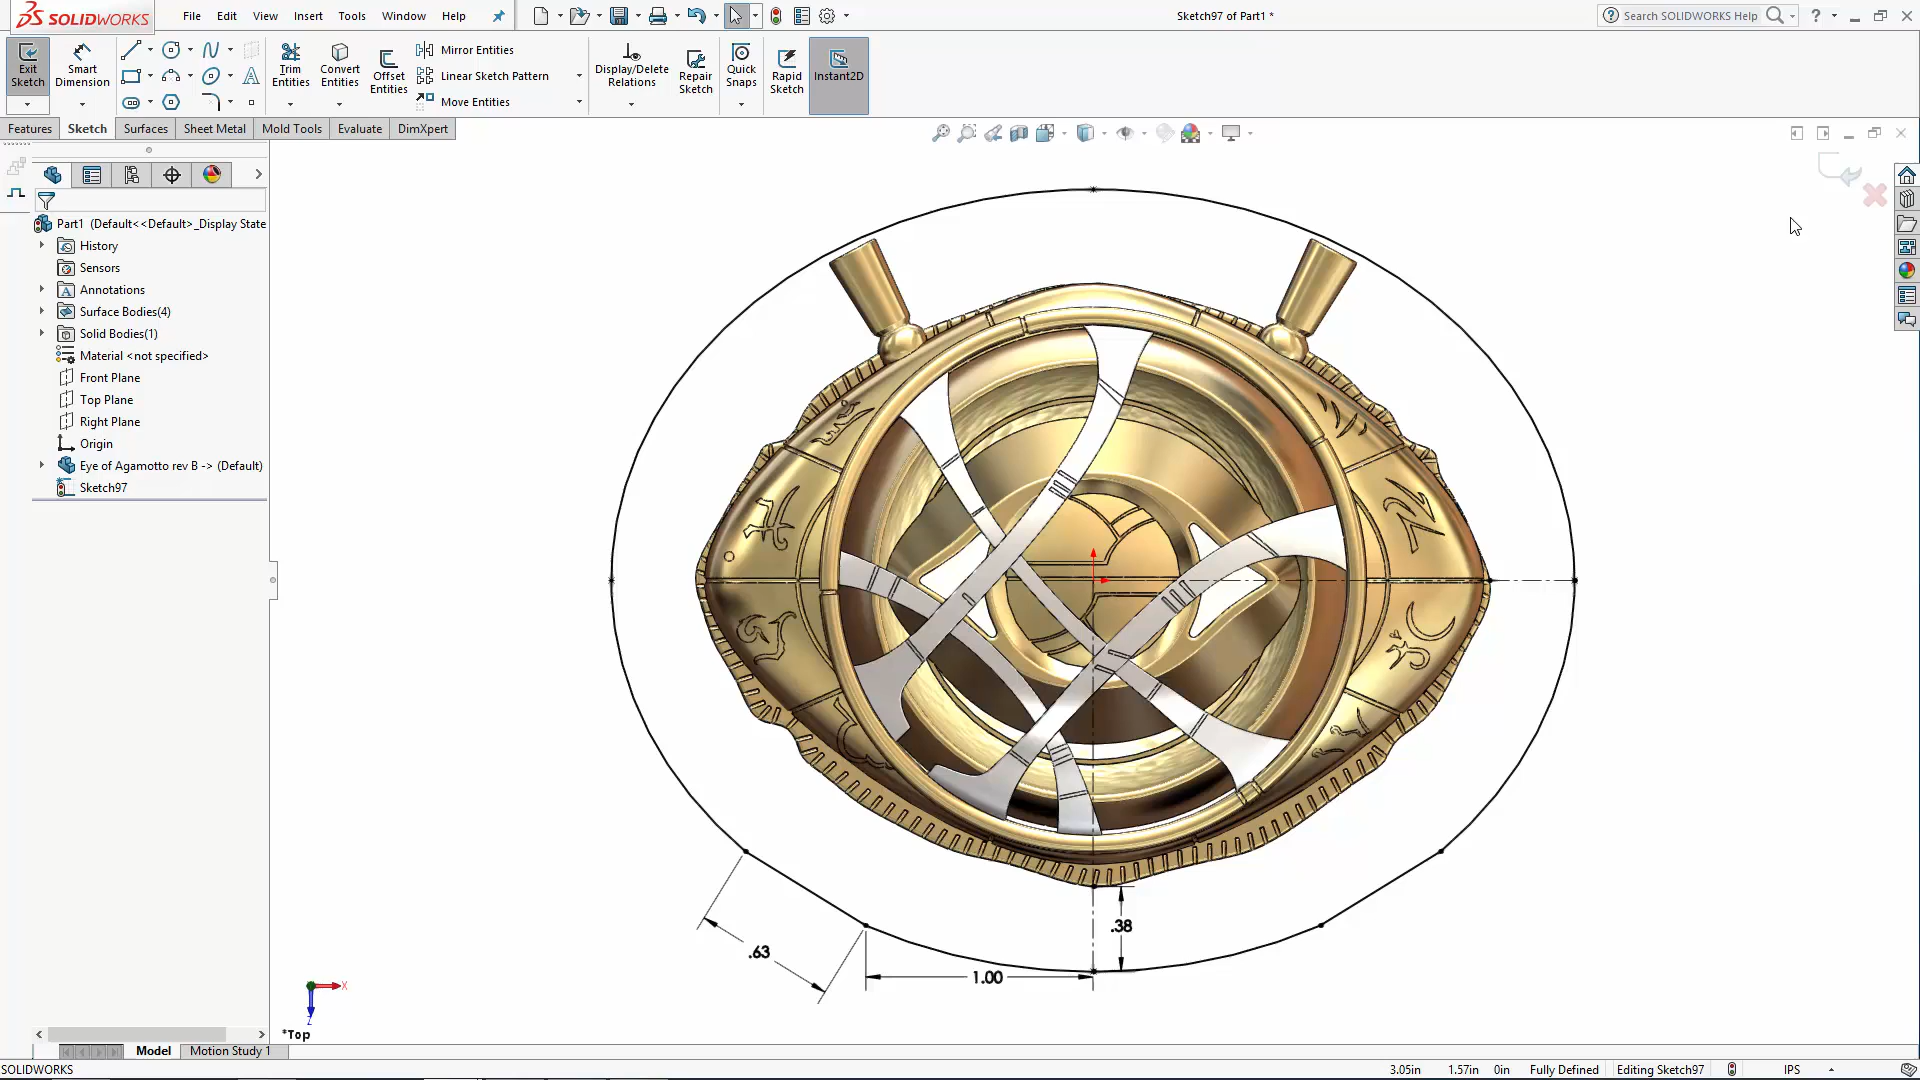 SOLIDWORKS
File Edit View Insert Tools Window Help
Sketch97 of Part1 *
Search SOLIDWORKS Help
Exit Sketch
Smart Dimension
Trim Entities
Convert Entities
Offset Entities
Mirror Entities
Linear Sketch Pattern
Move Entities
Display/Delete Relations
Repair Sketch
Quick Snaps
Rapid Sketch
Instant2D
Features Sketch Surfaces Sheet Metal Mold Tools Evaluate DimXpert
Part1 (Default<<Default>_Display State
History
Sensors
Annotations
Surface Bodies(4)
Solid Bodies(1)
Material <not specified>
Front Plane
Top Plane
Right Plane
Origin
Eye of Agamotto rev B -> (Default)
Sketch97
.38
.63
1.00
X
Z
*Top
Model Motion Study 1
SOLIDWORKS
3.05in 1.57in 0in Fully Defined Editing Sketch97 IPS